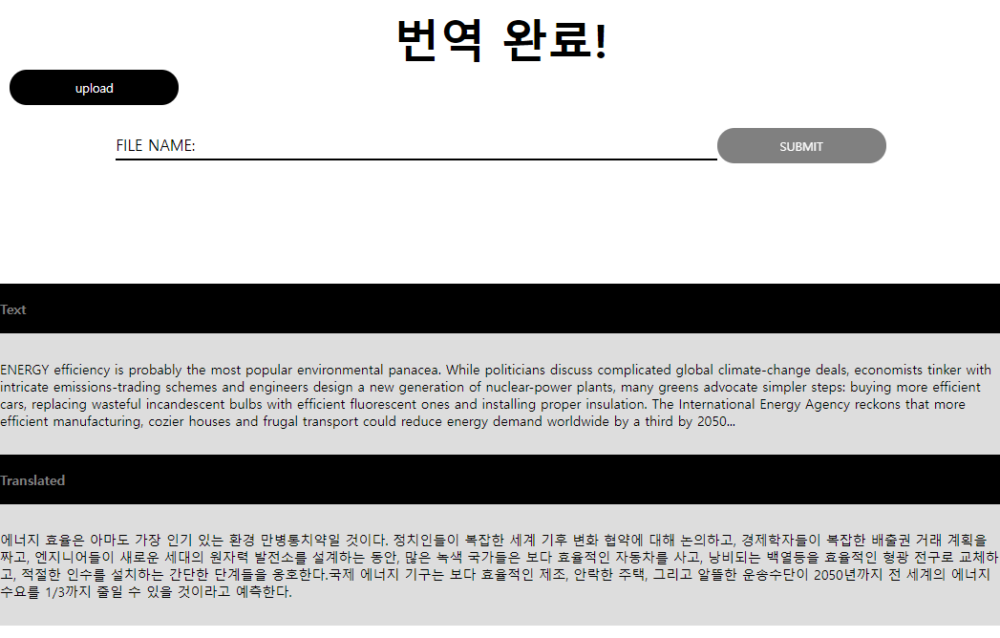 번역 완료!
upload
FILE NAME:
SUBMIT
Text
ENERGY efficiency is probably the most popular environmental panacea. While politicians discuss complicated global climate-change deals, economists tinker with
intricate emissions-trading schemes and engineers design a new generation of nuclear-power plants, many greens advocate simpler steps: buying more efficient
cars, replacing wasteful incandescent bulbs with efficient fluorescent ones and installing proper insulation. The International Energy Agency reckons that more
efficient manufacturing, cozier houses and frugal transport could reduce energy demand worldwide by a third by 2050...
Translated
에너지 효율은 아마도 가장 인기 있는 환경 만병통치약일 것이다. 정치인들이 복잡한 세계 기후 변화 협약에 대해 논의하고, 경제학자들이 복잡한 배출권 거래 계획을
짜고, 엔지니어들이 새로운 세대의 원자력 발전소를 설계하는 동안, 많은 녹색 국가들은 보다 효율적인 자동차를 사고, 낭비되는 백열등을 효율적인 형광 전구로 교체하
고, 적절한 인수를 설치하는 간단한 단계들을 옹호한다.국제 에너지 기구는 보다 효율적인 제조, 안락한 주택, 그리고 알뜰한 운송수단이 2050년까지 전 세계의 에너지
수요를 1/3까지 줄일 수 있을 것이라고 예측한다.